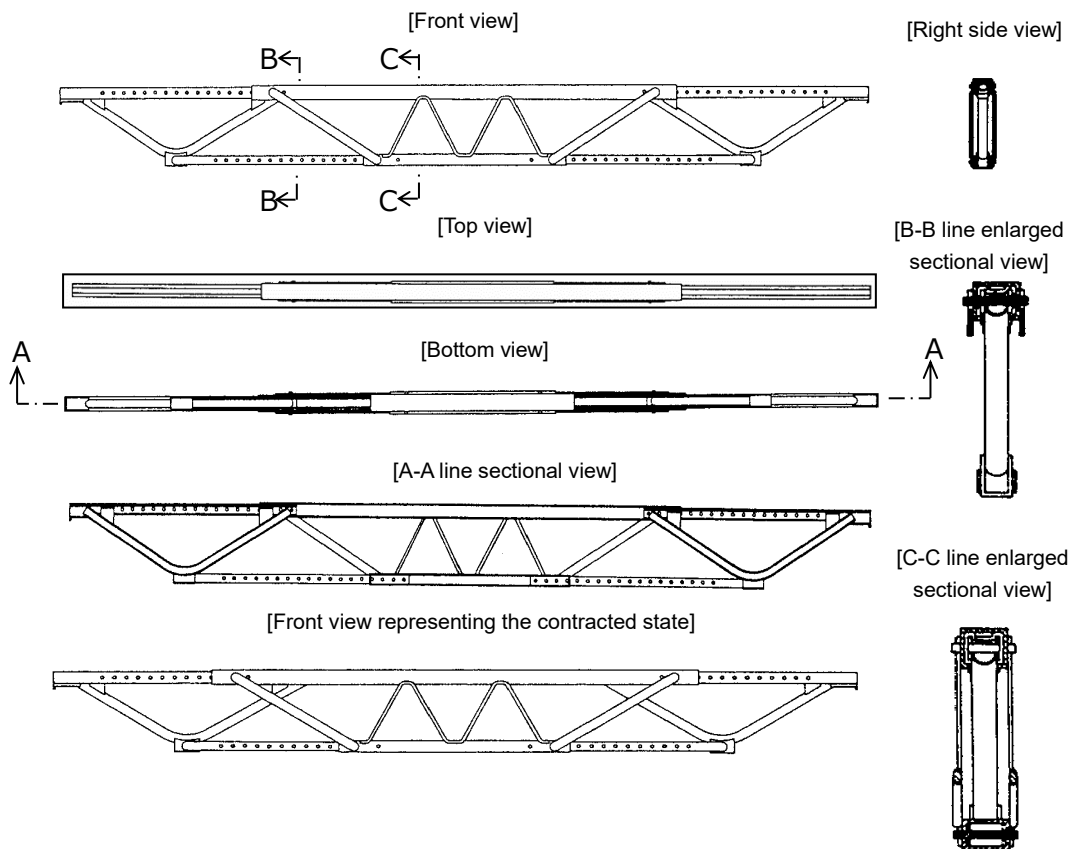 [Front view]
[Right side view]
B
C
B
C
[Top view]
[B-B line enlarged
sectional view]
[Bottom view]
A
A
[A-A line sectional view]
[C-C line enlarged
sectional view]
[Front view representing the contracted state]